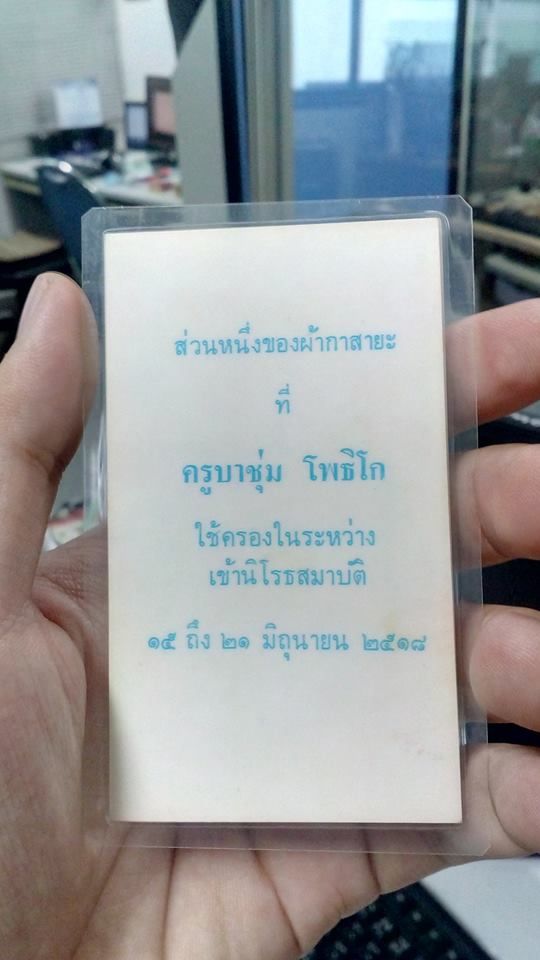 ส่วนหนึ่งของผ้ากาสายะ
ที่
ครูบาชุ่ม โพธิโก
ใช้ครองในระหว่าง
เข้านิโรธสมาบัติ
๑๕ ถึง ๒๑ มิถุนายน ๒๕๑๘